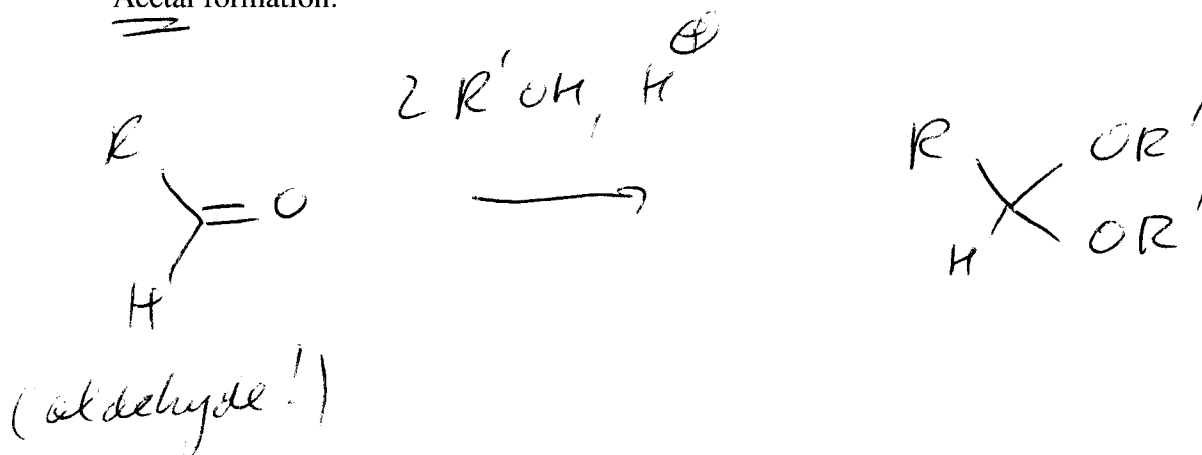 Acetal formation:
2 R'OH, H⊕
R
O
H
R
OR'
H
OR'
(aldehyde!)